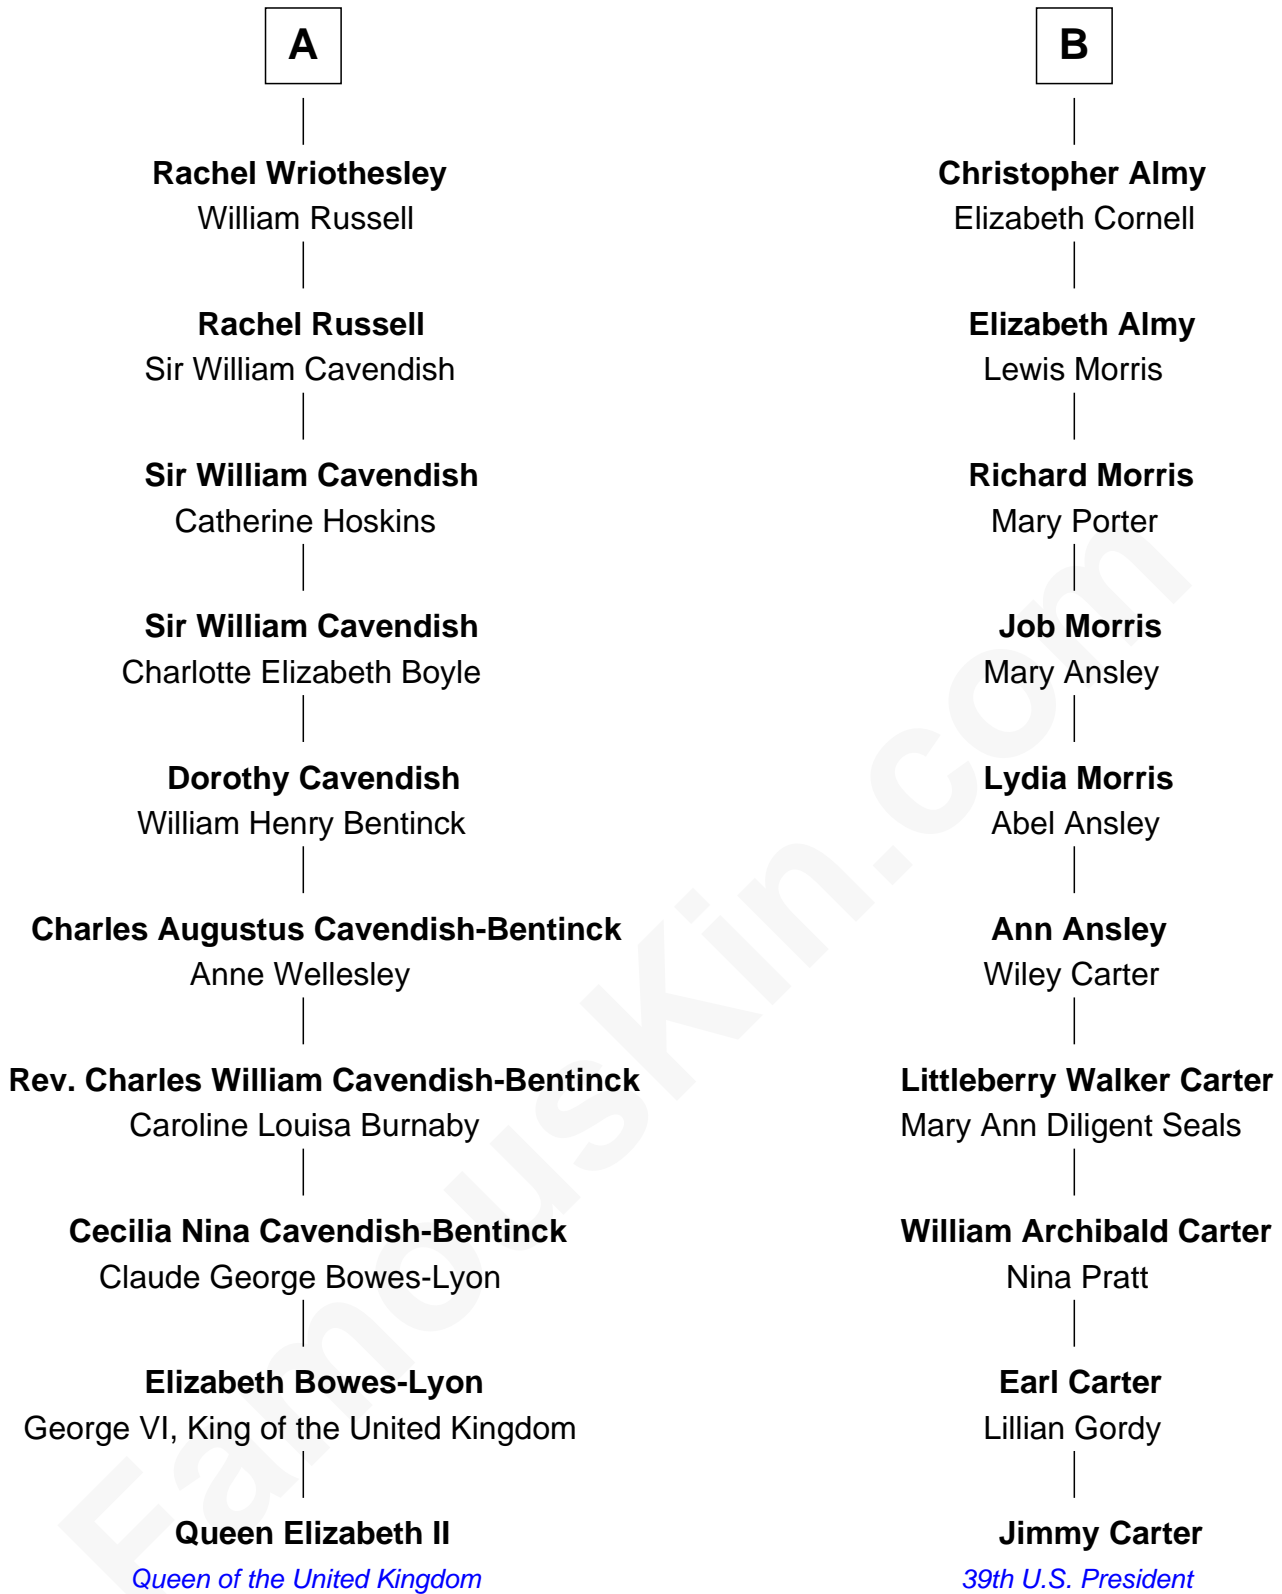 A
Rachel Wriothesley
William Russell
Rachel Russell
Sir William Cavendish
Sir William Cavendish
Catherine Hoskins
Sir William Cavendish
Charlotte Elizabeth Boyle
Dorothy Cavendish
William Henry Bentinck
Charles Augustus Cavendish-Bentinck
Anne Wellesley
Rev. Charles William Cavendish-Bentinck
Caroline Louisa Burnaby
Cecilia Nina Cavendish-Bentinck
Claude George Bowes-Lyon
Elizabeth Bowes-Lyon
George VI, King of the United Kingdom
Queen Elizabeth II
Queen of the United Kingdom
B
Christopher Almy
Elizabeth Cornell
Elizabeth Almy
Lewis Morris
Richard Morris
Mary Porter
Job Morris
Mary Ansley
Lydia Morris
Abel Ansley
Ann Ansley
Wiley Carter
Littleberry Walker Carter
Mary Ann Diligent Seals
William Archibald Carter
Nina Pratt
Earl Carter
Lillian Gordy
Jimmy Carter
39th U.S. President
FamousKin.com